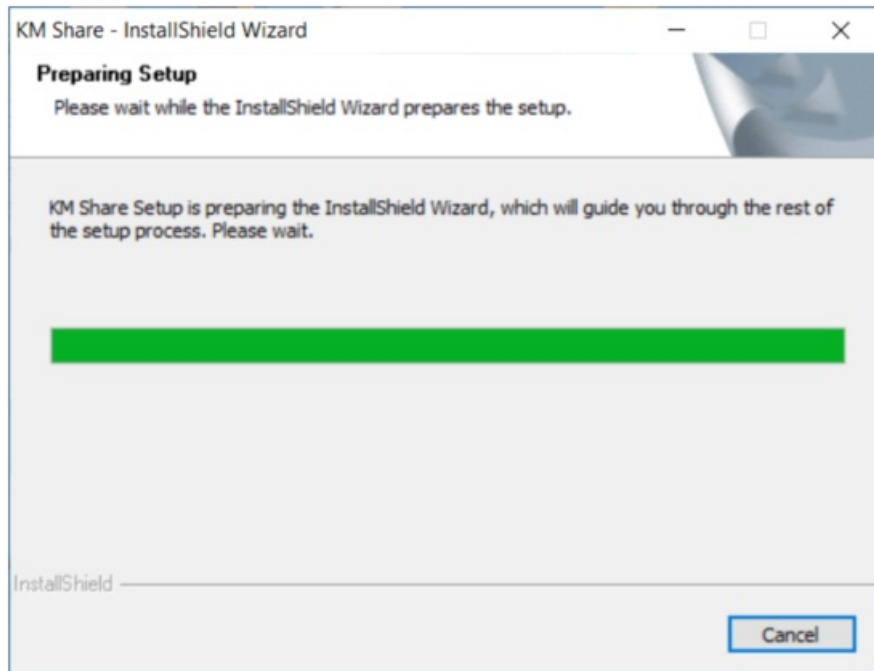 KM Share - InstallShield Wizard
Preparing Setup
Please wait while the InstallShield Wizard prepares the setup.
KM Share Setup is preparing the InstallShield Wizard, which will guide you through the rest of
the setup process. Please wait.
InstallShield
Cancel